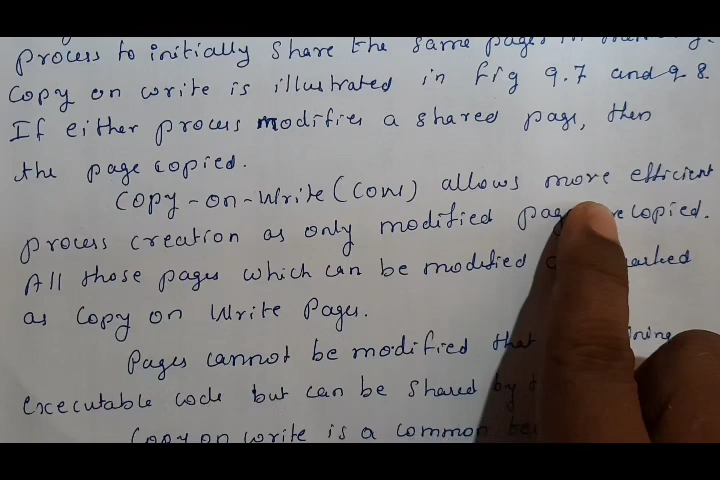 process to initially share the same pages in
Copy on write is illustrated in Fig 9.7 and 9.8.
If either process modifies a shared page, then
the page copied.
Copy-on-Write (COW) allows more efficient
process creation as only modified copied.
All those pages which can be modified marked
as Copy on Write Pages.
Pages cannot be modified that
executable code but can be shared by
Copy on write is a common